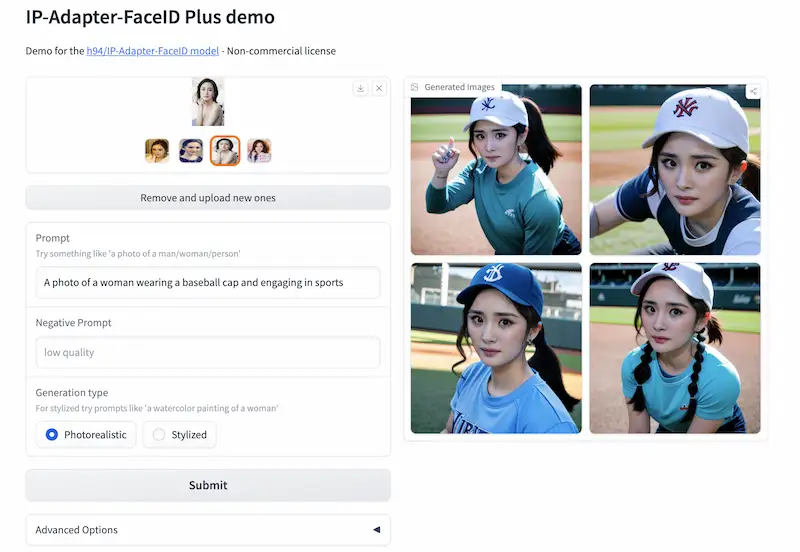 IP-Adapter-FaceID Plus demo
Demo for the h94/IP-Adapter-FaceID model - Non-commercial license
Generated Images
Remove and upload new ones
Prompt
Try something like 'a photo of a man/woman/person'
A photo of a woman wearing a baseball cap and engaging in sports
Negative Prompt
low quality
Generation type
For stylized try prompts like 'a watercolor painting of a woman'
Photorealistic
Stylized
Submit
Advanced Options